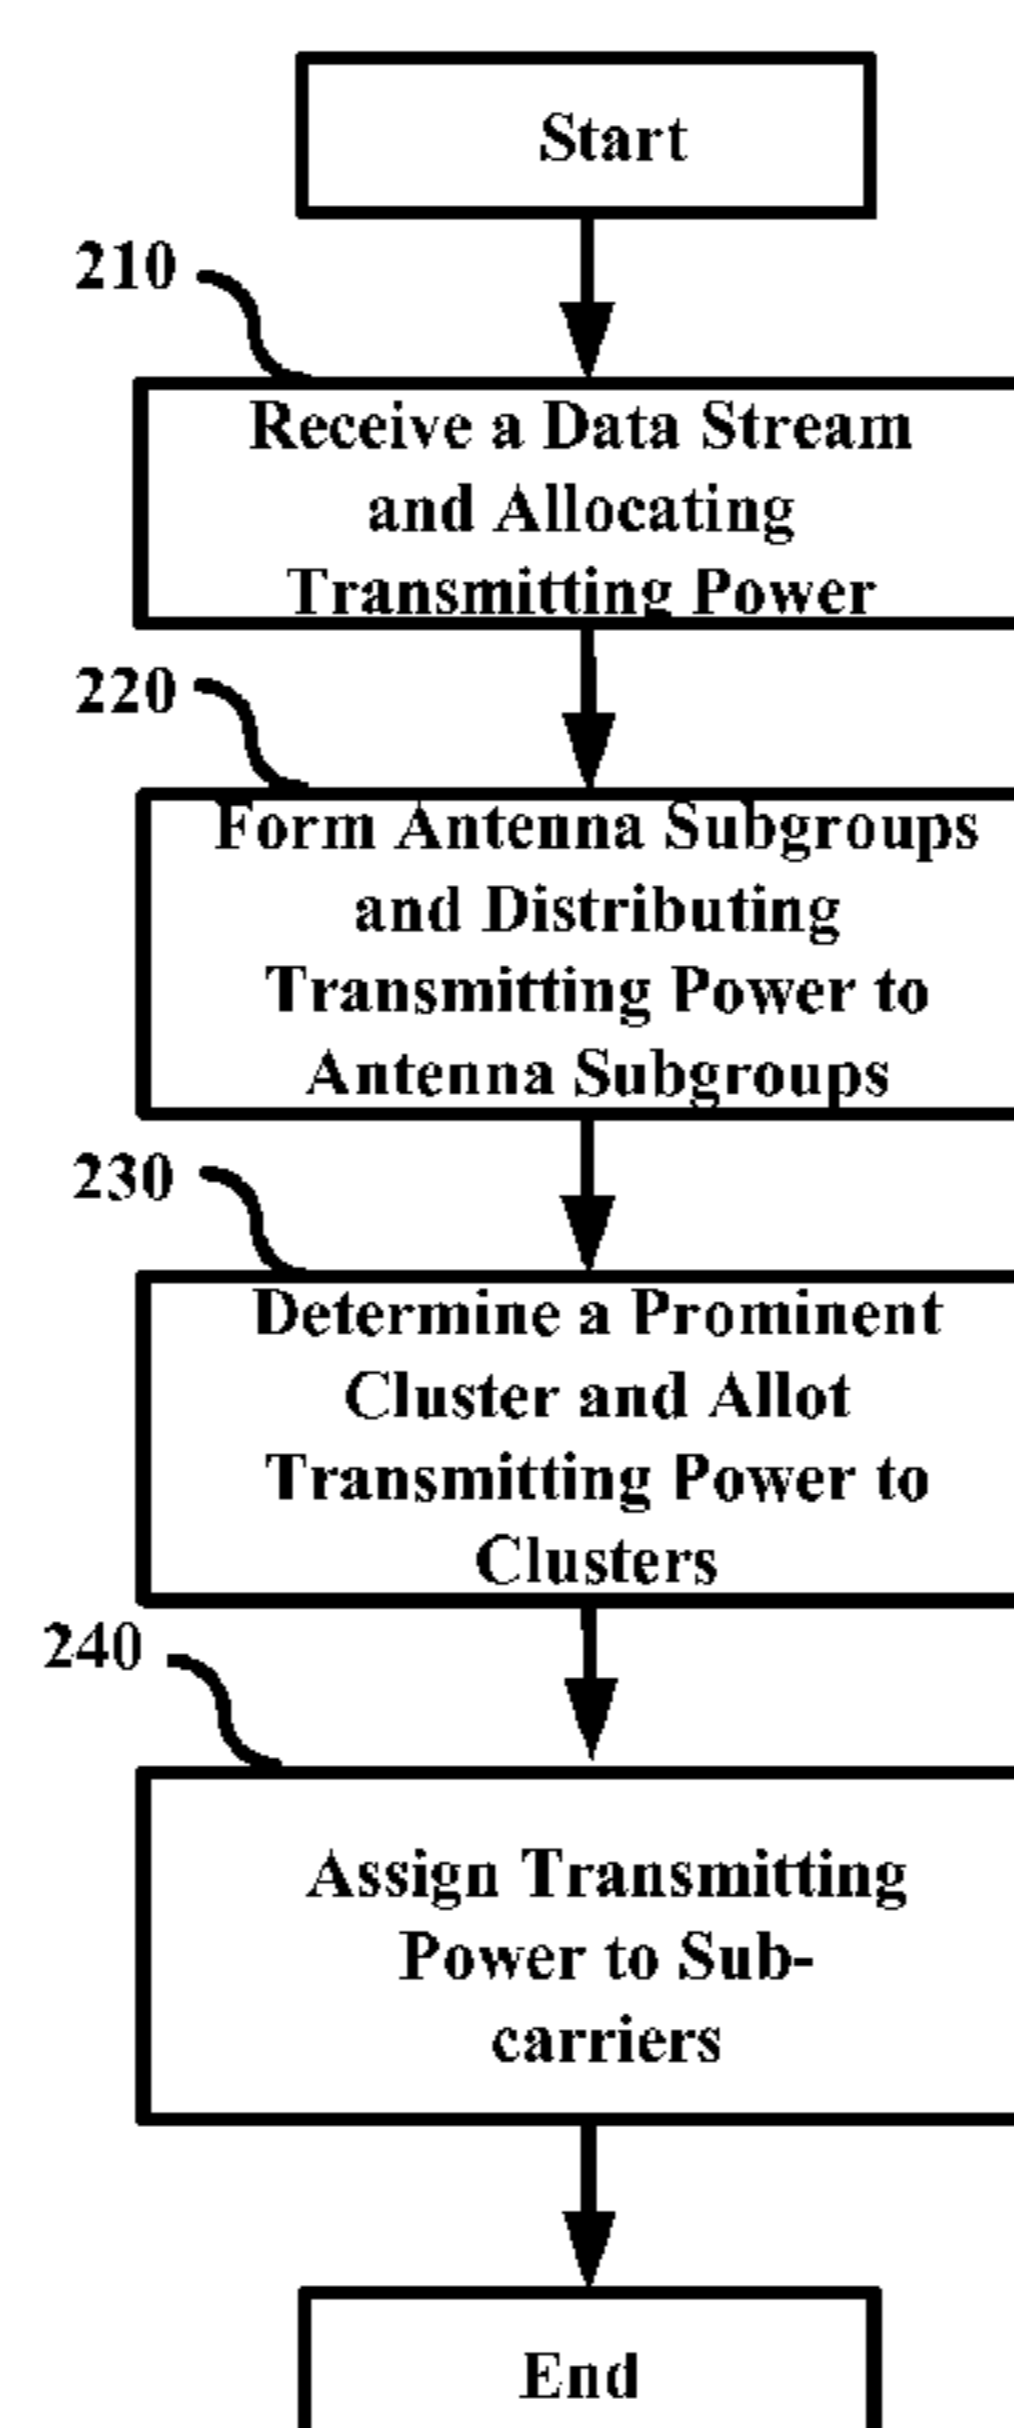 Start
210
Receive a Data Stream
and Allocating
Transmitting Power
220
Form Antenna Subgroups
and Distributing
Transmitting Power to
Antenna Subgroups
230
Determine a Prominent
Cluster and Allot
Transmitting Power to
Clusters
240
Assign Transmitting
Power to Sub-
carriers
End